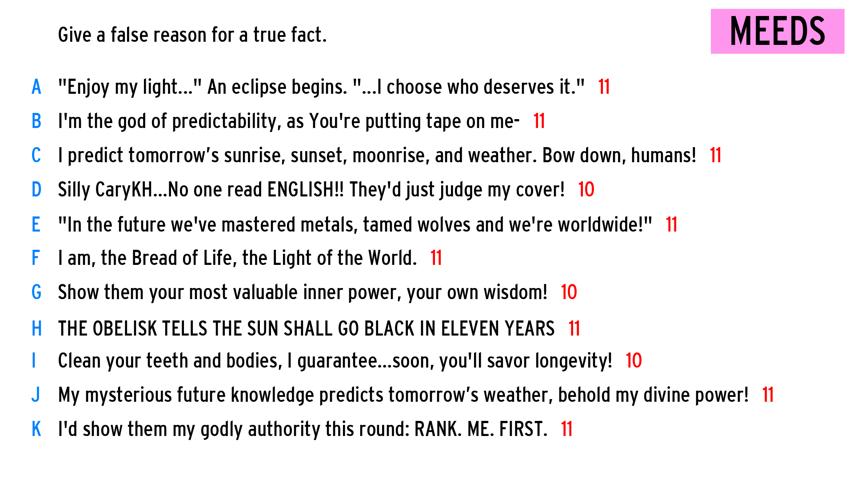 Give a false reason for a true fact.
MEEDS
A "Enjoy my light..." An eclipse begins. "...I choose who deserves it." 11
B I'm the god of predictability, as You're putting tape on me- 11
C I predict tomorrow's sunrise, sunset, moonrise, and weather. Bow down, humans! 11
D Silly CaryKH...No one read ENGLISH!! They'd just judge my cover! 10
E "In the future we've mastered metals, tamed wolves and we're worldwide!" 11
F I am, the Bread of Life, the Light of the World. 11
G Show them your most valuable inner power, your own wisdom! 10
H THE OBELISK TELLS THE SUN SHALL GO BLACK IN ELEVEN YEARS 11
I Clean your teeth and bodies, I guarantee...soon, you'll savor longevity! 10
J My mysterious future knowledge predicts tomorrow's weather, behold my divine power! 11
K I'd show them my godly authority this round: RANK. ME. FIRST. 11